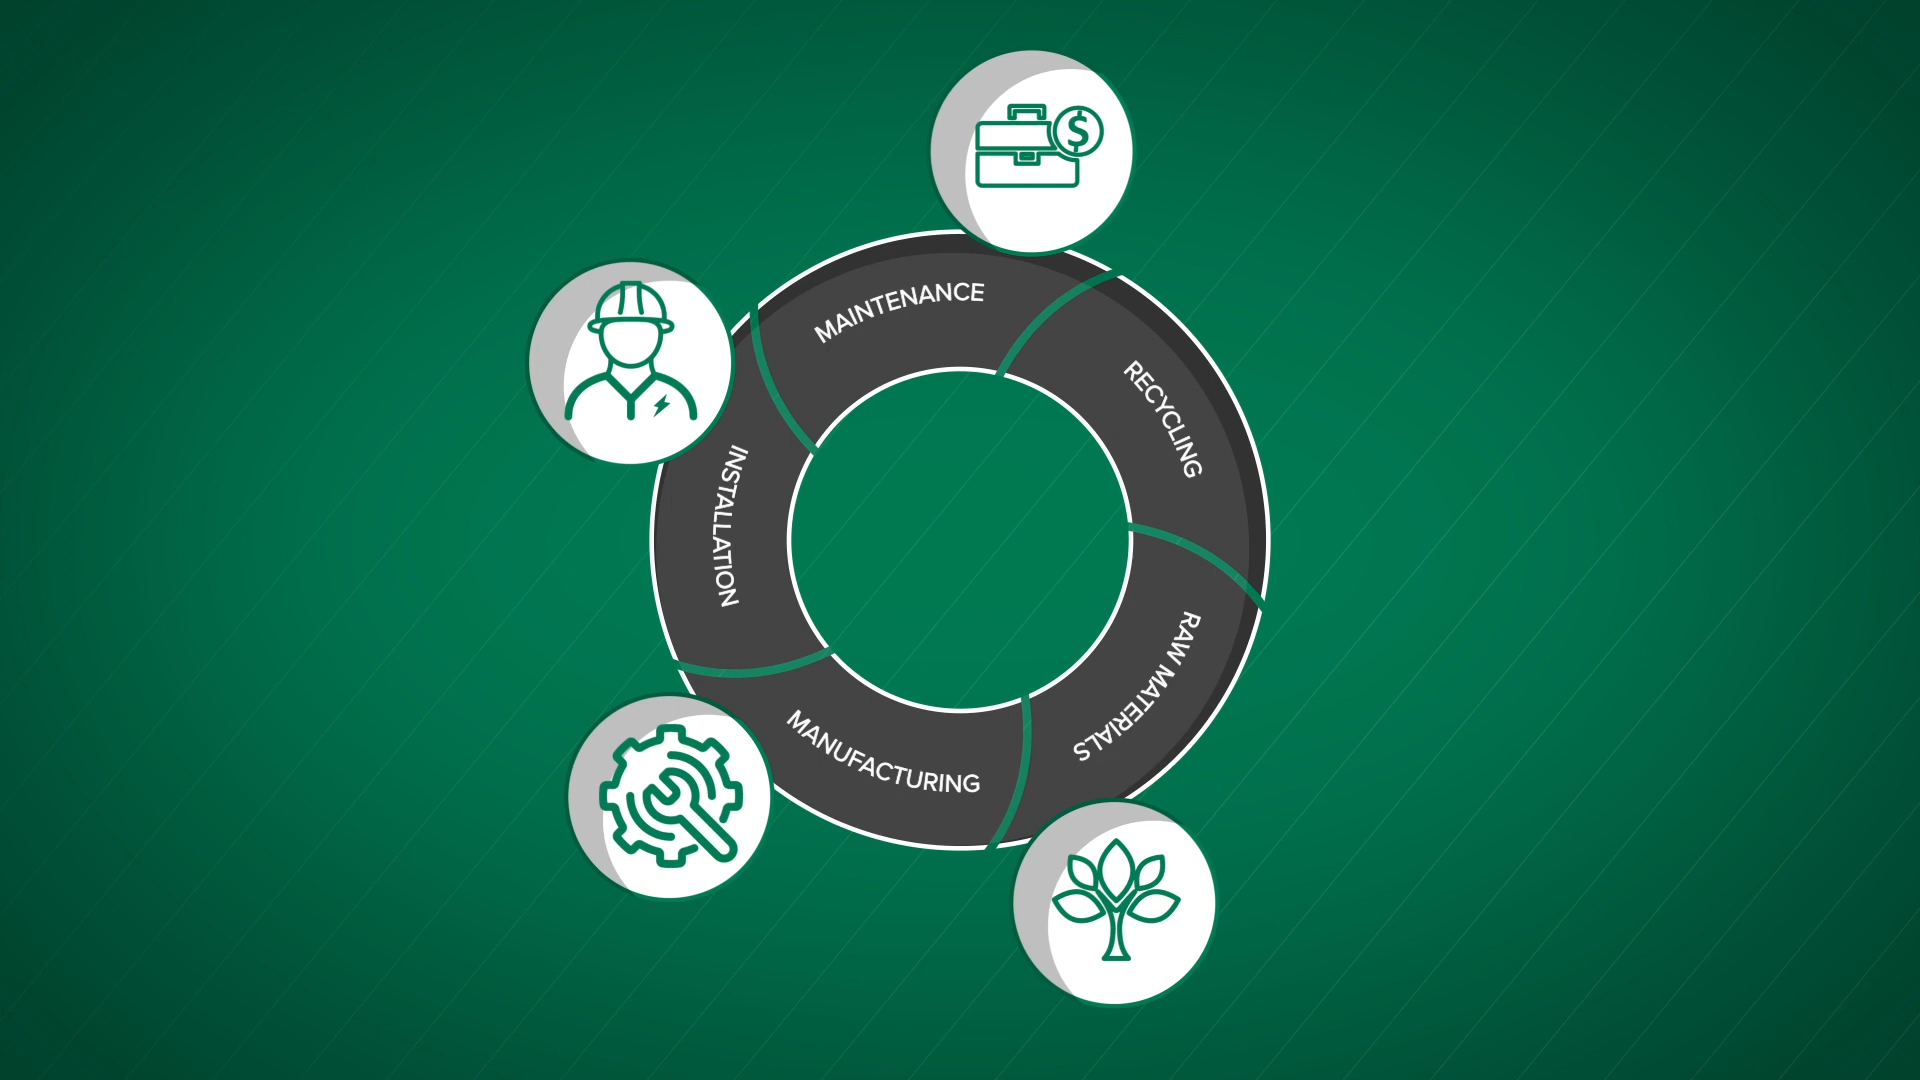 MAINTENANCE
RECYCLING
RAW MATERIALS
MANUFACTURING
INSTALLATION
$